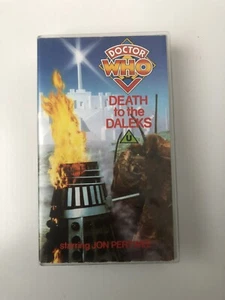 DOCTOR
WHO
DEATH
to the
DALEKS
U
starring JON PERTWEE